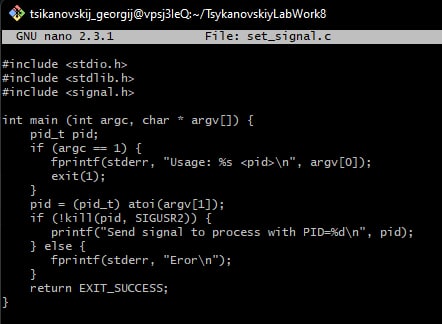 tsikanovskij_georgij@vpsj3IeQ:~/TsykanovskiyLabWork8
GNU nano 2.3.1 File: set_signal.c
#include <stdio.h>
#include <stdlib.h>
#include <signal.h>
int main (int argc, char * argv[]) {
    pid_t pid;
    if (argc == 1) {
        fprintf(stderr, "Usage: %s <pid>\n", argv[0]);
        exit(1);
    }
    pid = (pid_t) atoi(argv[1]);
    if (!kill(pid, SIGUSR2)) {
        printf("Send signal to process with PID=%d\n", pid);
    } else {
        fprintf(stderr, "Eror\n");
    }
    return EXIT_SUCCESS;
}